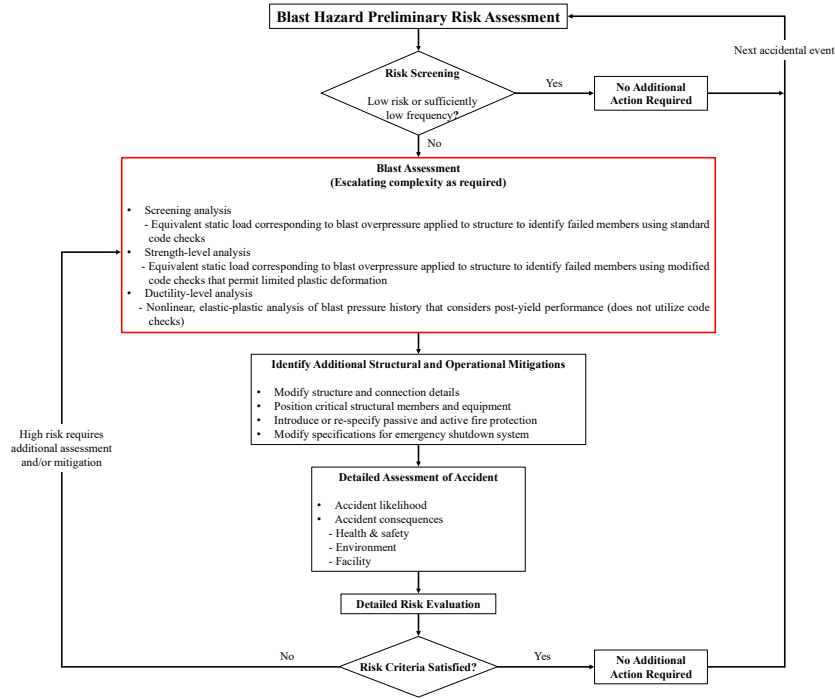 Blast Hazard Preliminary Risk Assessment
Next accidental event
Risk Screening
Low risk or sufficiently
low frequency?
Yes
No Additional
Action Required
No
Blast Assessment
(Escalating complexity as required)
• Screening analysis
- Equivalent static load corresponding to blast overpressure applied to structure to identify failed members using standard
code checks
• Strength-level analysis
- Equivalent static load corresponding to blast overpressure applied to structure to identify failed members using modified
code checks that permit limited plastic deformation
• Ductility-level analysis
- Nonlinear, elastic-plastic analysis of blast pressure history that considers post-yield performance (does not utilize code
checks)
Identify Additional Structural and Operational Mitigations
• Modify structure and connection details
• Position critical structural members and equipment
• Introduce or re-specify passive and active fire protection
• Modify specifications for emergency shutdown system
High risk requires
additional assessment
and/or mitigation
Detailed Assessment of Accident
• Accident likelihood
• Accident consequences
- Health & safety
- Environment
- Facility
Detailed Risk Evaluation
Risk Criteria Satisfied?
No
Yes
No Additional
Action Required